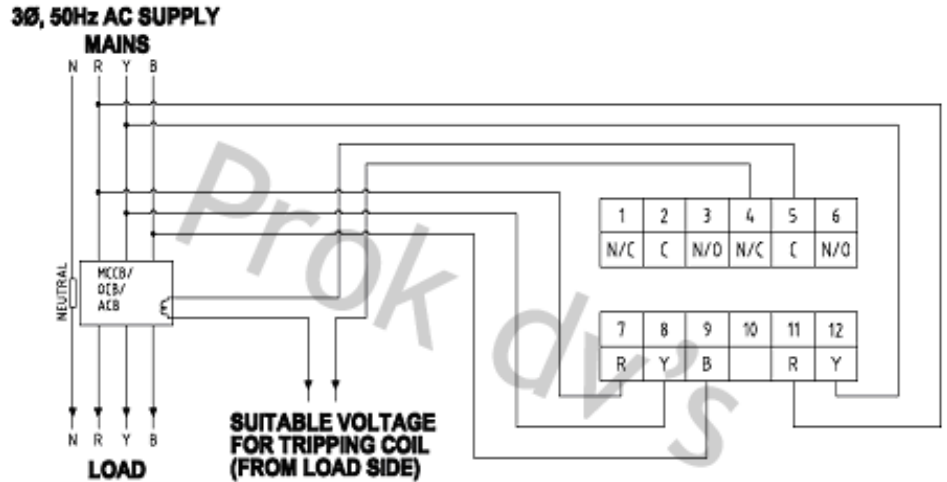 3Ø, 50Hz AC SUPPLY
MAINS
N R Y B
1 2 3 4 5 6
N/C C N/O N/C C N/O
NEUTRAL
MCCB/
OCB/
ACB
7 8 9 10 11 12
R Y B R Y
SUITABLE VOLTAGE
FOR TRIPPING COIL
(FROM LOAD SIDE)
N R Y B
LOAD
Prok dv's